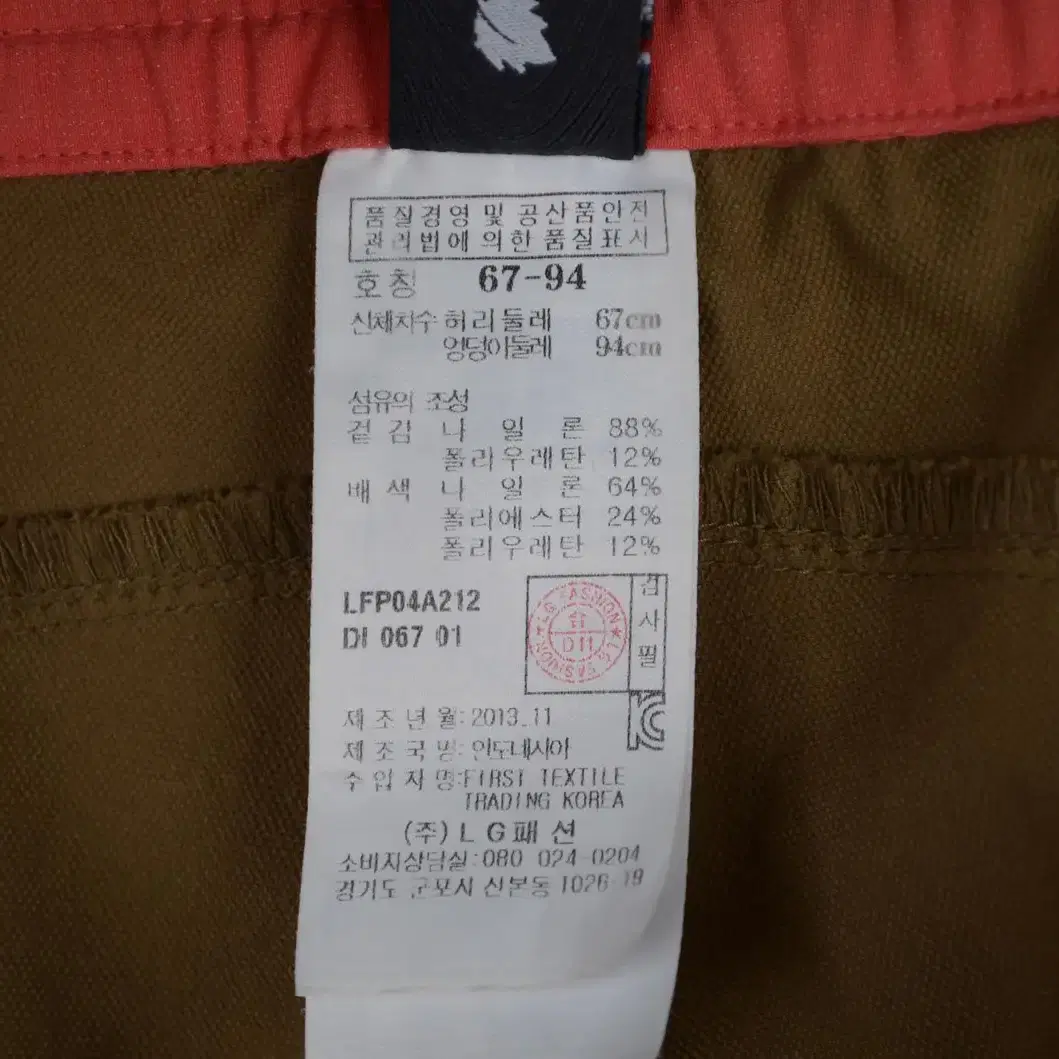 품질경영 및 공산품안전
관리법에 의한 품질표시
호칭 67-94
신체치수 허리둘레 67cm
엉덩이둘레 94cm
섬유의 조성
겉감 나일론 88%
폴리우레탄 12%
배색 나일론 64%
폴리에스터 24%
폴리우레탄 12%
LFP04A212
DI 067 01
LG FASHION ★ LG FASHION ★
합
D11
검사필
제조년월:2013.11
제조국명:인도네시아
수입자명:FIRST TEXTILE
TRADING KOREA
(주)LG패션
소비자상담실:080 024-0204
경기도 군포시 산본동 1026-19